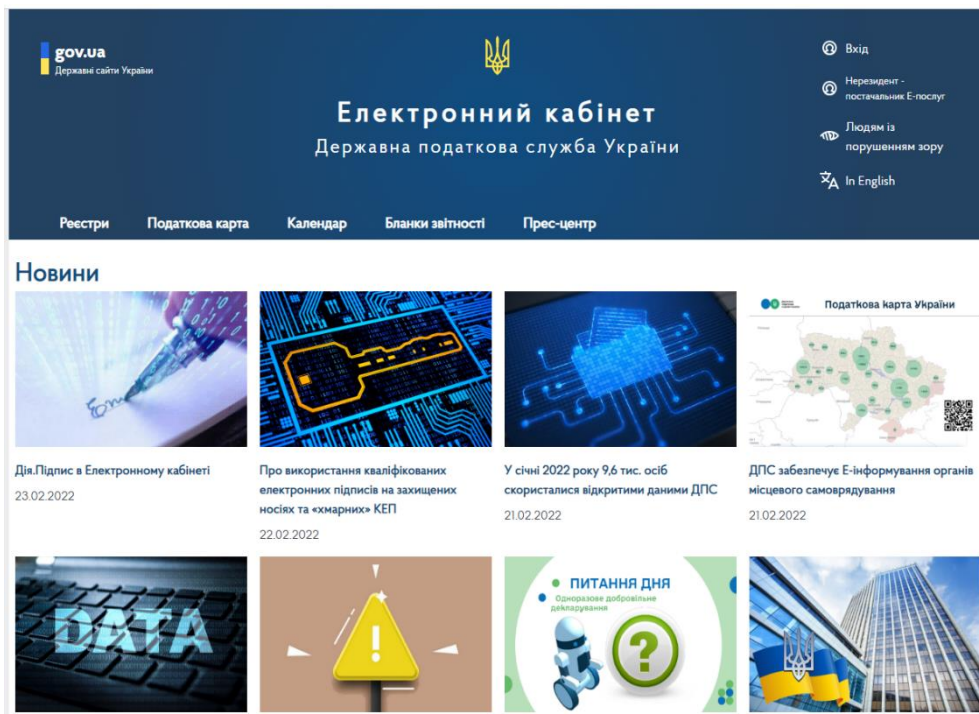 gov.ua
Державні сайти України
Електронний кабінет
Державна податкова служба України
Вхід
Нерезидент -
постачальник Е-послуг
Людям із
порушенням зору
In English
Реєстри
Податкова карта
Календар
Бланки звітності
Прес-центр
Новини
Податкова карта України
Дія.Підпис в Електронному кабінеті
23.02.2022
Про використання кваліфікованих
електронних підписів на захищених
носіях та «хмарних» КЕП
22.02.2022
У січні 2022 року 9,6 тис. осіб
скористалися відкритими даними ДПС
21.02.2022
ДПС забезпечує Е-інформування органів
місцевого самоврядування
21.02.2022
DATA
ПИТАННЯ ДНЯ
Одноразове добровільне
декларування